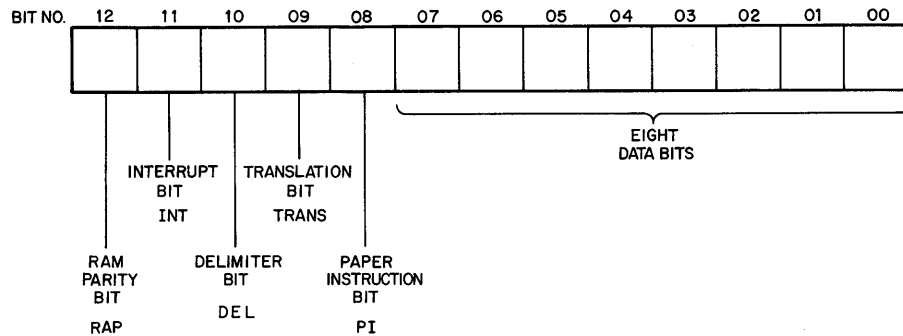 BIT NO. 12 11 10 09 08 07 06 05 04 03 02 01 00
EIGHT
DATA BITS
INTERRUPT
BIT
INT
TRANSLATION
BIT
TRANS
RAM
PARITY
BIT
RAP
DELIMITER
BIT
DEL
PAPER
INSTRUCTION
BIT
PI